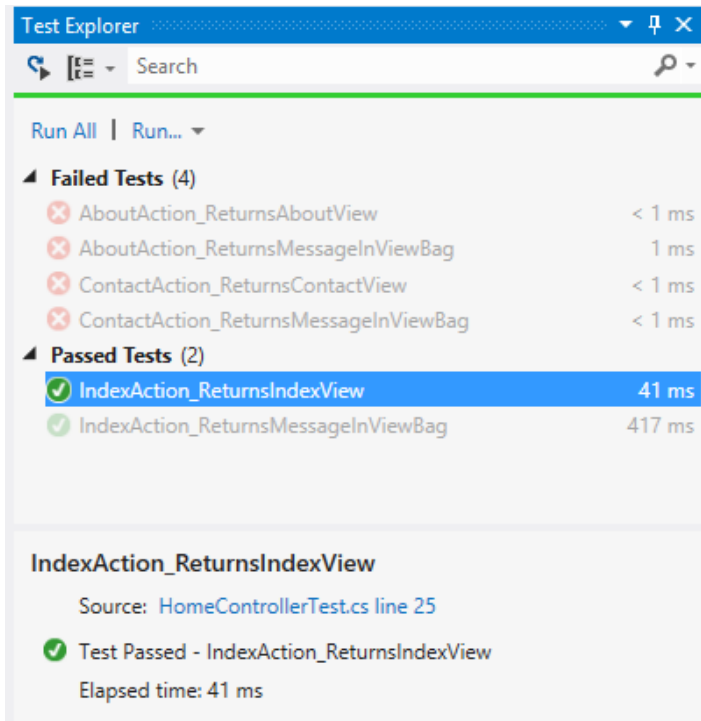 Test Explorer
Search
Run All | Run...
Failed Tests (4)
AboutAction_ReturnsAboutView < 1 ms
AboutAction_ReturnsMessageInViewBag 1 ms
ContactAction_ReturnsContactView < 1 ms
ContactAction_ReturnsMessageInViewBag < 1 ms
Passed Tests (2)
IndexAction_ReturnsIndexView 41 ms
IndexAction_ReturnsMessageInViewBag 417 ms
IndexAction_ReturnsIndexView
Source: HomeControllerTest.cs line 25
Test Passed - IndexAction_ReturnsIndexView
Elapsed time: 41 ms